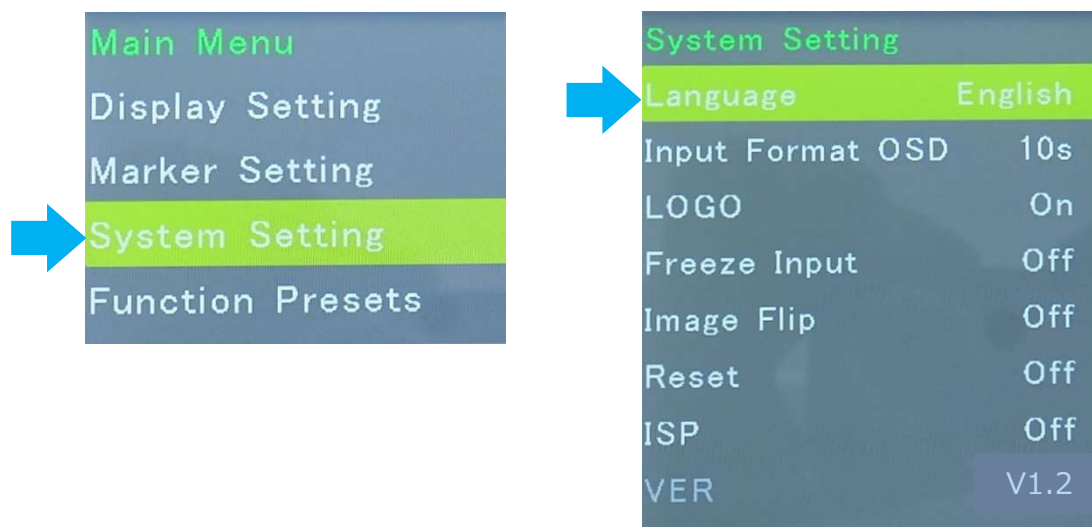 Main Menu
Display Setting
Marker Setting
System Setting
Function Presets
System Setting
Language English
Input Format OSD 10s
LOGO On
Freeze Input Off
Image Flip Off
Reset Off
ISP Off
VER V1.2